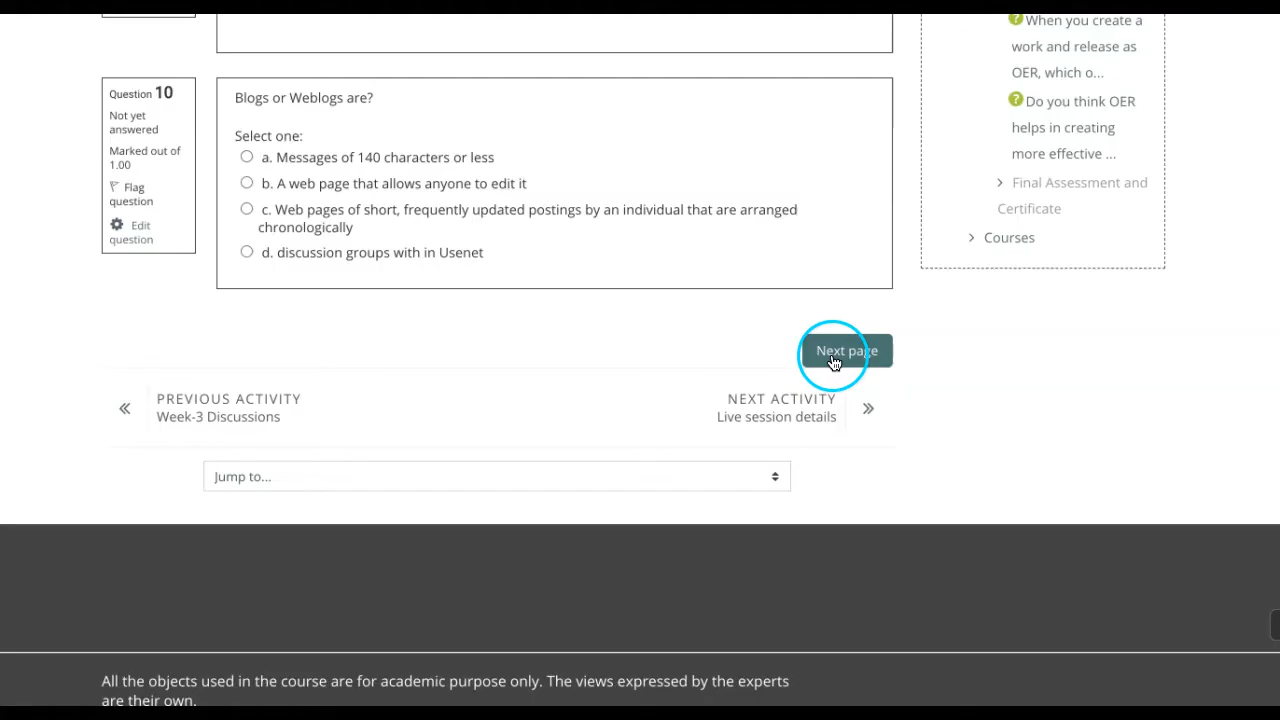 When you create a
work and release as
OER, which o...
Do you think OER
helps in creating
more effective ...
Final Assessment and
Certificate
Courses
Question 10
Not yet
answered
Marked out of
1.00
Flag
question
Edit
question
Blogs or Weblogs are?
Select one:
a. Messages of 140 characters or less
b. A web page that allows anyone to edit it
c. Web pages of short, frequently updated postings by an individual that are arranged
chronologically
d. discussion groups with in Usenet
Next page
PREVIOUS ACTIVITY
Week-3 Discussions
NEXT ACTIVITY
Live session details
Jump to...
All the objects used in the course are for academic purpose only. The views expressed by the experts
are their own.